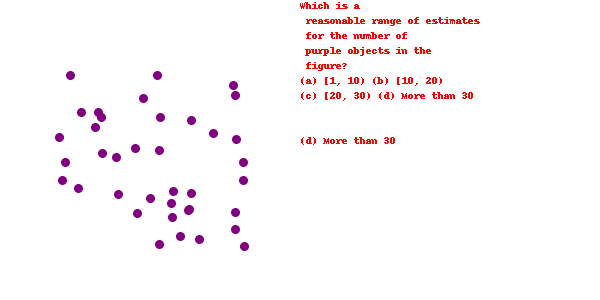 Which is a
reasonable range of estimates
for the number of
purple objects in the
figure?
(a) [1, 10) (b) [10, 20)
(c) [20, 30) (d) More than 30
(d) More than 30